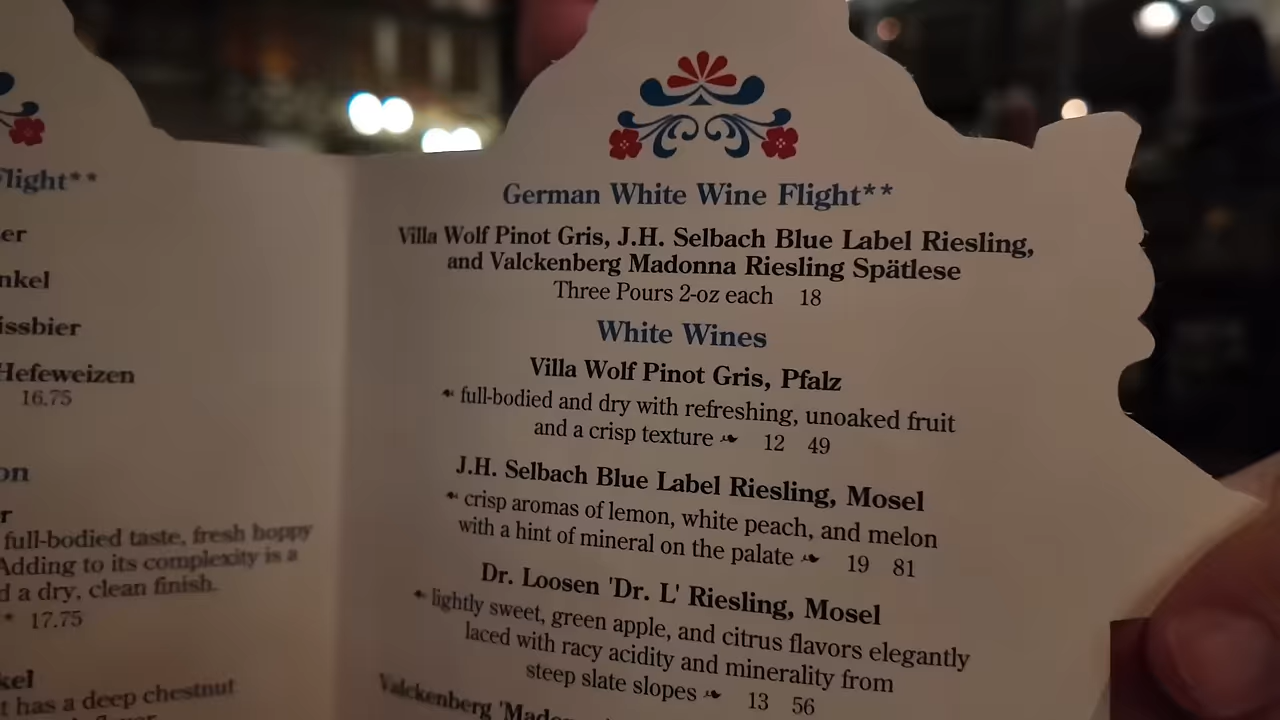 light**
er
nkel
issbier
Hefeweizen
16.75
on
r
full-bodied taste, fresh hoppy
Adding to its complexity is a
d a dry, clean finish.
* 17.75
kel
t has a deep chestnut
German White Wine Flight**
Villa Wolf Pinot Gris, J.H. Selbach Blue Label Riesling,
and Valckenberg Madonna Riesling Spätlese
Three Pours 2-oz each 18
White Wines
Villa Wolf Pinot Gris, Pfalz
full-bodied and dry with refreshing, unoaked fruit
and a crisp texture 12 49
J.H. Selbach Blue Label Riesling, Mosel
crisp aromas of lemon, white peach, and melon
with a hint of mineral on the palate 19 81
Dr. Loosen 'Dr. L' Riesling, Mosel
lightly sweet, green apple, and citrus flavors elegantly
laced with racy acidity and minerality from
steep slate slopes 13 56
Valckenberg